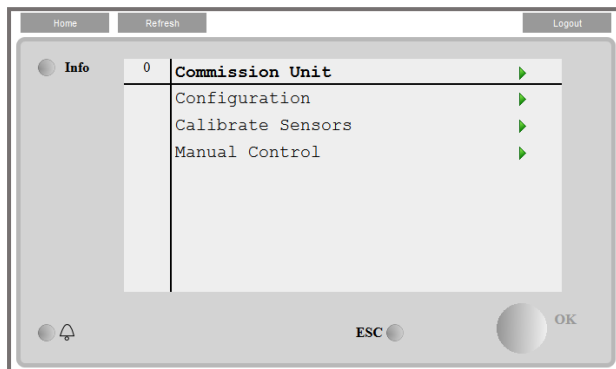 Home Refresh Logout
Info 0 Commission Unit
Configuration
Calibrate Sensors
Manual Control
ESC OK